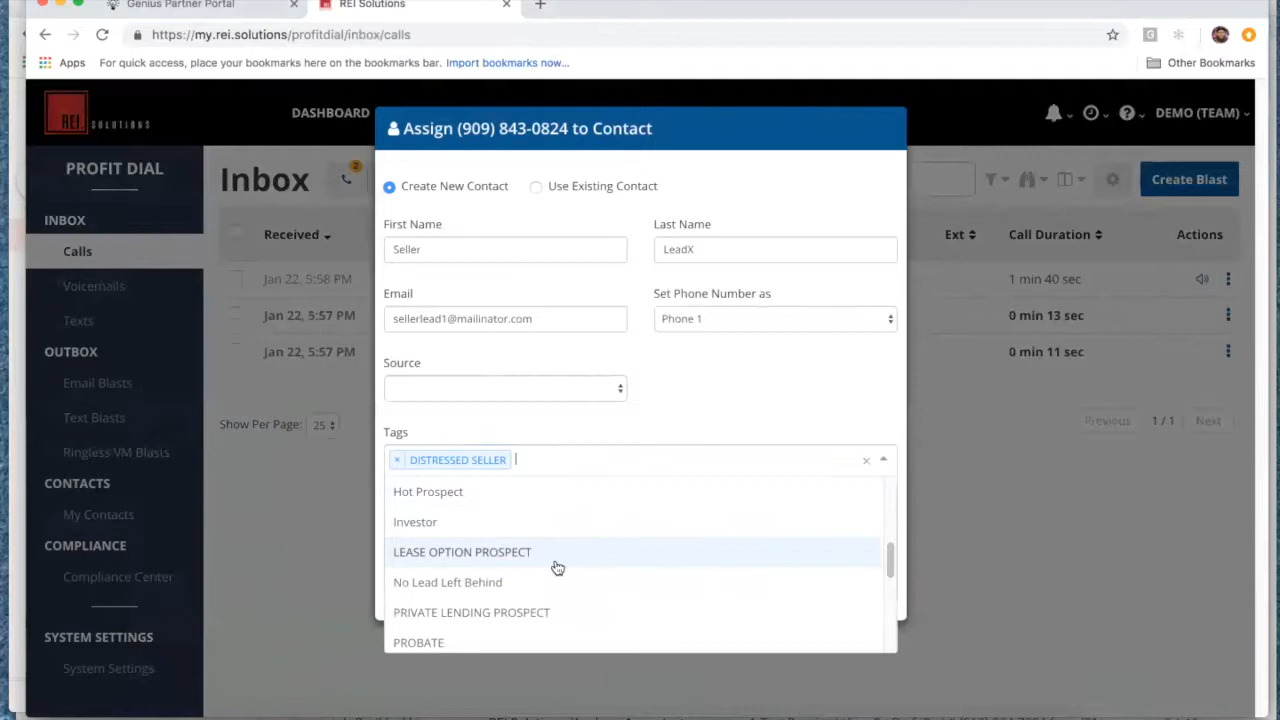 Genius Partner Portal
REI Solutions
https://my.rei.solutions/profitdial/inbox/calls
Apps For quick access, place your bookmarks here on the bookmarks bar. Import bookmarks now... Other Bookmarks
REI SOLUTIONS
DASHBOARD
DEMO (TEAM)
PROFIT DIAL
INBOX
Calls
Voicemails
Texts
OUTBOX
Email Blasts
Text Blasts
Ringless VM Blasts
CONTACTS
My Contacts
COMPLIANCE
Compliance Center
SYSTEM SETTINGS
System Settings
Inbox
2
Create Blast
Received Ext Call Duration Actions
Jan 22, 5:58 PM 1 min 40 sec
Jan 22, 5:57 PM 0 min 13 sec
Jan 22, 5:57 PM 0 min 11 sec
Show Per Page: 25 Previous 1 / 1 Next
Assign (909) 843-0824 to Contact
Create New Contact Use Existing Contact
First Name Last Name
Seller LeadX
Email Set Phone Number as
sellerlead1@mailinator.com Phone 1
Source
Tags
× DISTRESSED SELLER ×
Hot Prospect
Investor
LEASE OPTION PROSPECT
No Lead Left Behind
PRIVATE LENDING PROSPECT
PROBATE